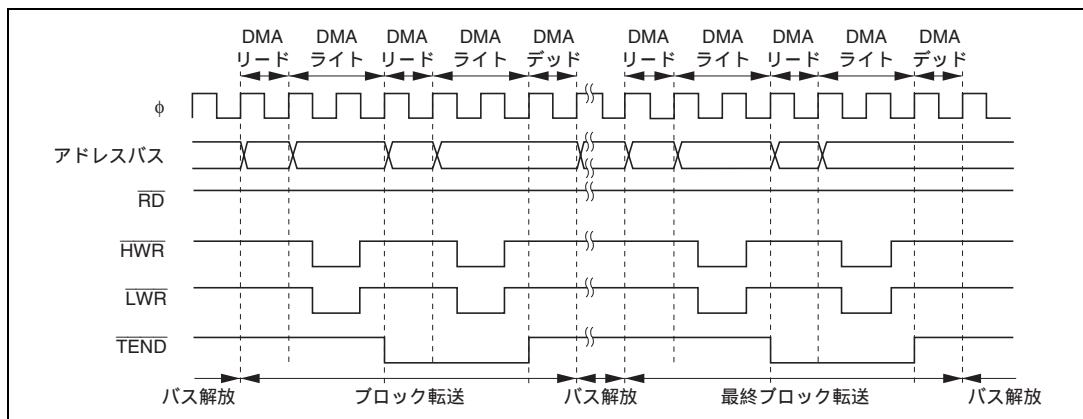 DMA DMA DMA DMA DMA DMA DMA DMA DMA DMA
リード ライト リード ライト デッド リード ライト リード ライト デッド
φ
アドレスバス
RD
HWR
LWR
TEND
バス解放 ブロック転送 バス解放 最終ブロック転送 バス解放